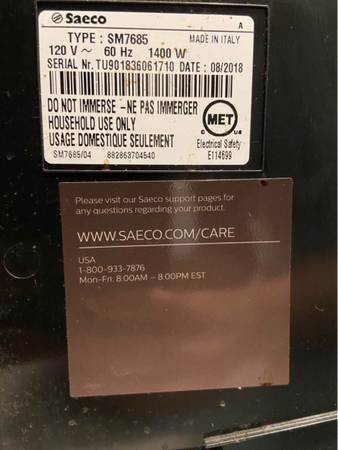 Saeco
A
TYPE : SM7685 MADE IN ITALY
120 V ~ 60 Hz 1400 W
SERIAL Nr.TU901836061710 DATE : 08/2018
DO NOT IMMERSE -NE PAS IMMERGER
HOUSEHOLD USE ONLY
USAGE DOMESTIQUE SEULEMENT
SM7685/04 882863704540
MET
C US
Electrical Safety
E114699
Please visit our Saeco support pages for
any questions regarding your product.
WWW.SAECO.COM/CARE
USA
1-800-933-7876
Mon-Fri: 8:00AM – 8:00PM EST